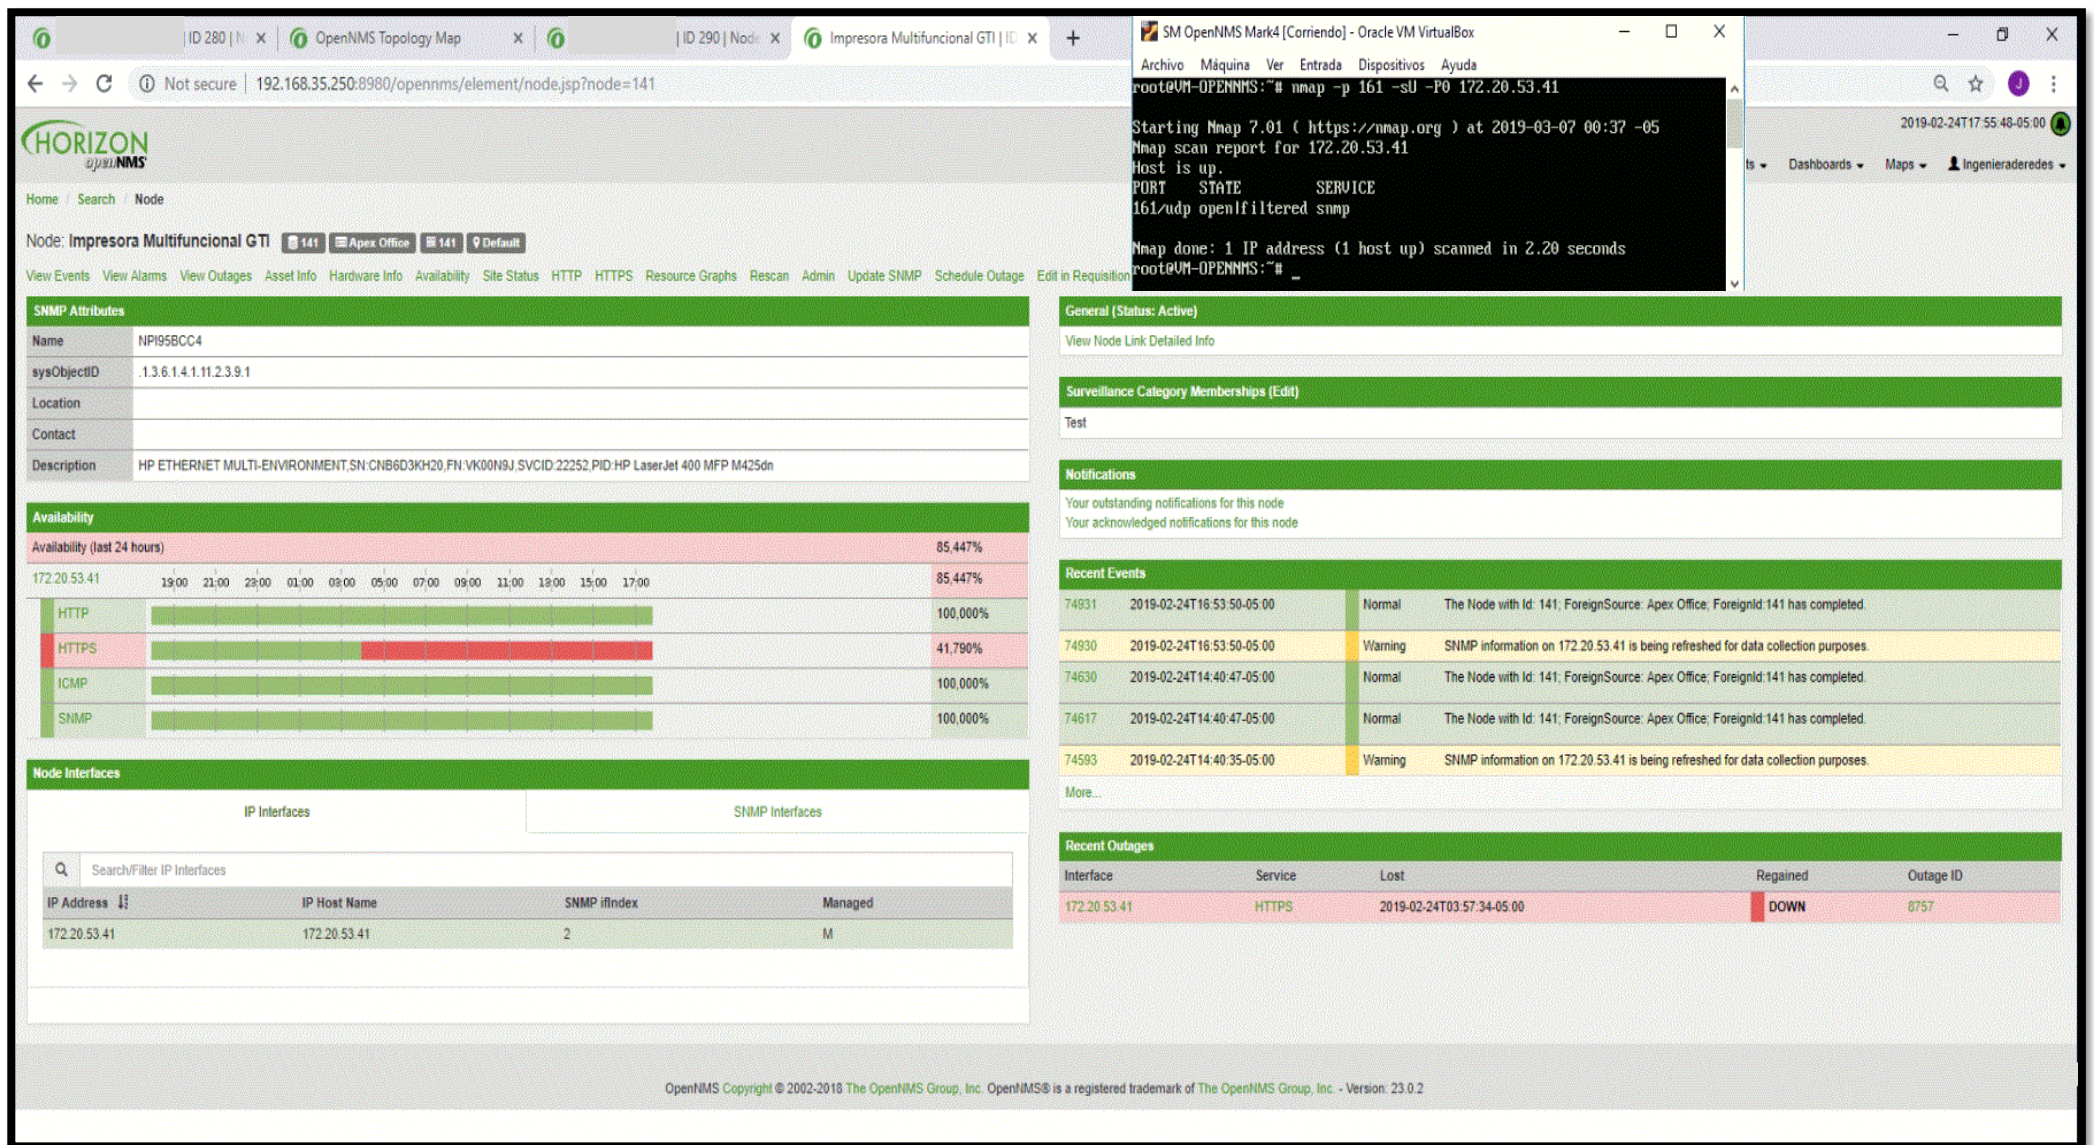 | ID 280 | N
OpenNMS Topology Map
| ID 290 | Node
Impresora Multifuncional GTI | ID
Not secure | 192.168.35.250:8980/opennms/element/node.jsp?node=141
J
SM OpenNMS Mark4 [Corriendo] - Oracle VM VirtualBox
Archivo Máquina Ver Entrada Dispositivos Ayuda
root@VM-OPENNMS:~# nmap -p 161 -sU -P0 172.20.53.41
Starting Nmap 7.01 ( https://nmap.org ) at 2019-03-07 00:37 -05
Nmap scan report for 172.20.53.41
Host is up.
PORT STATE SERVICE
161/udp open|filtered snmp
Nmap done: 1 IP address (1 host up) scanned in 2.20 seconds
root@VM-OPENNMS:~# _
HORIZON
openNMS
2019-02-24T17:55:48-05:00
ts Dashboards Maps Ingenieraderedes
Home / Search / Node
Node: Impresora Multifuncional GTI 141 Apex Office 141 Default
View Events View Alarms View Outages Asset Info Hardware Info Availability Site Status HTTP HTTPS Resource Graphs Rescan Admin Update SNMP Schedule Outage Edit in Requisition
SNMP Attributes
Name NPI95BCC4
sysObjectID .1.3.6.1.4.1.11.2.3.9.1
Location
Contact
Description HP ETHERNET MULTI-ENVIRONMENT,SN:CNB6D3KH20,FN:VK00N9J,SVCID:22252,PID:HP LaserJet 400 MFP M425dn
Availability
Availability (last 24 hours) 85,447%
172.20.53.41 19:00 21:00 23:00 01:00 03:00 05:00 07:00 09:00 11:00 13:00 15:00 17:00 85,447%
HTTP 100,000%
HTTPS 41,790%
ICMP 100,000%
SNMP 100,000%
Node Interfaces
IP Interfaces SNMP Interfaces
Search/Filter IP Interfaces
IP Address IP Host Name SNMP ifIndex Managed
172.20.53.41 172.20.53.41 2 M
General (Status: Active)
View Node Link Detailed Info
Surveillance Category Memberships (Edit)
Test
Notifications
Your outstanding notifications for this node
Your acknowledged notifications for this node
Recent Events
74931 2019-02-24T16:53:50-05:00 Normal The Node with Id: 141; ForeignSource: Apex Office; ForeignId:141 has completed.
74930 2019-02-24T16:53:50-05:00 Warning SNMP information on 172.20.53.41 is being refreshed for data collection purposes.
74630 2019-02-24T14:40:47-05:00 Normal The Node with Id: 141; ForeignSource: Apex Office; ForeignId:141 has completed.
74617 2019-02-24T14:40:47-05:00 Normal The Node with Id: 141; ForeignSource: Apex Office; ForeignId:141 has completed.
74593 2019-02-24T14:40:35-05:00 Warning SNMP information on 172.20.53.41 is being refreshed for data collection purposes.
More...
Recent Outages
Interface Service Lost Regained Outage ID
172.20.53.41 HTTPS 2019-02-24T03:57:34-05:00 DOWN 8757
OpenNMS Copyright © 2002-2018 The OpenNMS Group, Inc. OpenNMS® is a registered trademark of The OpenNMS Group, Inc. - Version: 23.0.2